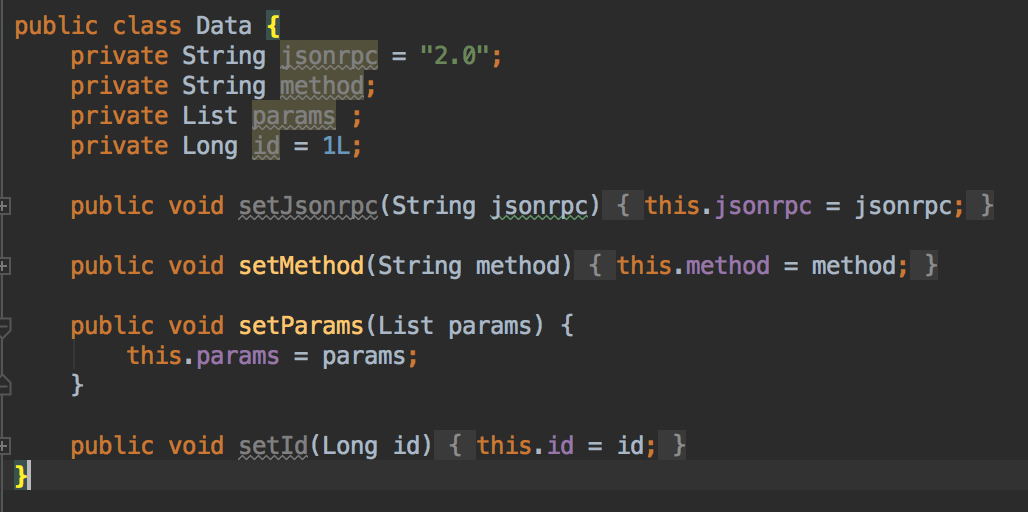 public class Data {
    private String jsonrpc = "2.0";
    private String method;
    private List params ;
    private Long id = 1L;
    public void setJsonrpc(String jsonrpc) { this.jsonrpc = jsonrpc; }
    public void setMethod(String method) { this.method = method; }
    public void setParams(List params) {
        this.params = params;
    }
    public void setId(Long id) { this.id = id; }
}